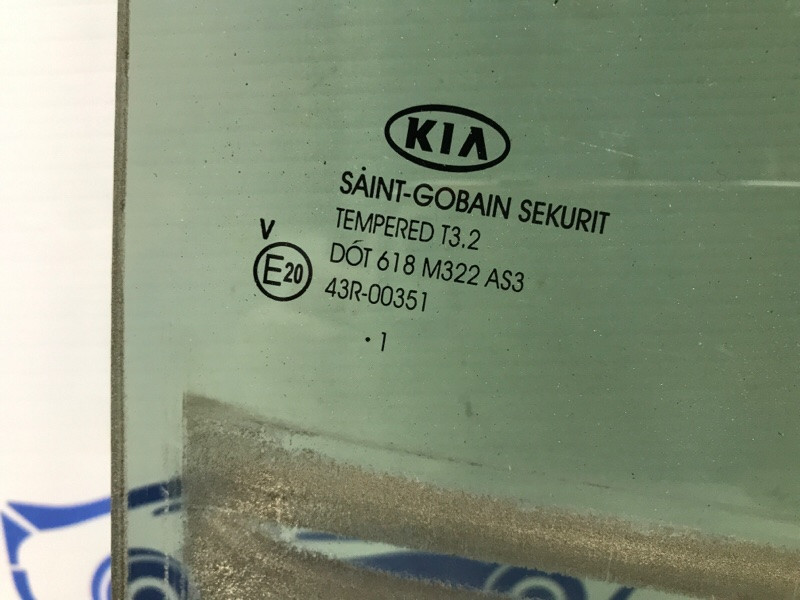 KIA
SAINT-GOBAIN SEKURIT
TEMPERED T3.2
V
DOT 618 M322 AS3
E20
43R-00351
·1